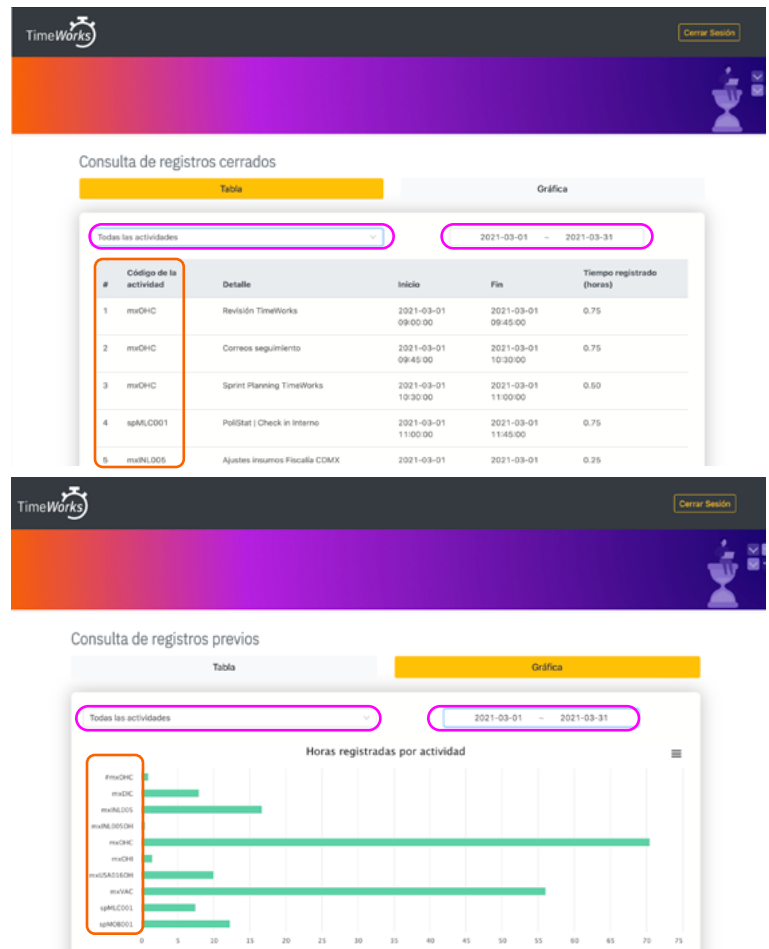 TimeWorks
Cerrar Sesión
Consulta de registros cerrados
Tabla
Gráfica
Todas las actividades
2021-03-01 ~ 2021-03-31
# Código de la actividad Detalle Inicio Fin Tiempo registrado (horas)
1 mxOHC Revisión TimeWorks 2021-03-01 09:00:00 2021-03-01 09:45:00 0.75
2 mxOHC Correos seguimiento 2021-03-01 09:45:00 2021-03-01 10:30:00 0.75
3 mxOHC Sprint Planning TimeWorks 2021-03-01 10:30:00 2021-03-01 11:00:00 0.50
4 spMLC001 PoliStat | Check in Interno 2021-03-01 11:00:00 2021-03-01 11:45:00 0.75
5 mxINL005 Ajustes insumos Fiscalía CDMX 2021-03-01 2021-03-01 0.25
TimeWorks
Cerrar Sesión
Consulta de registros previos
Tabla
Gráfica
Todas las actividades
2021-03-01 ~ 2021-03-31
Horas registradas por actividad
#mxOHC
mxDIC
mxINL005
mxINL005OH
mxOHC
mxOHI
mxUSA016OH
mxVAC
spMLC001
spMOB001
0 5 10 15 20 25 30 35 40 45 50 55 60 65 70 75